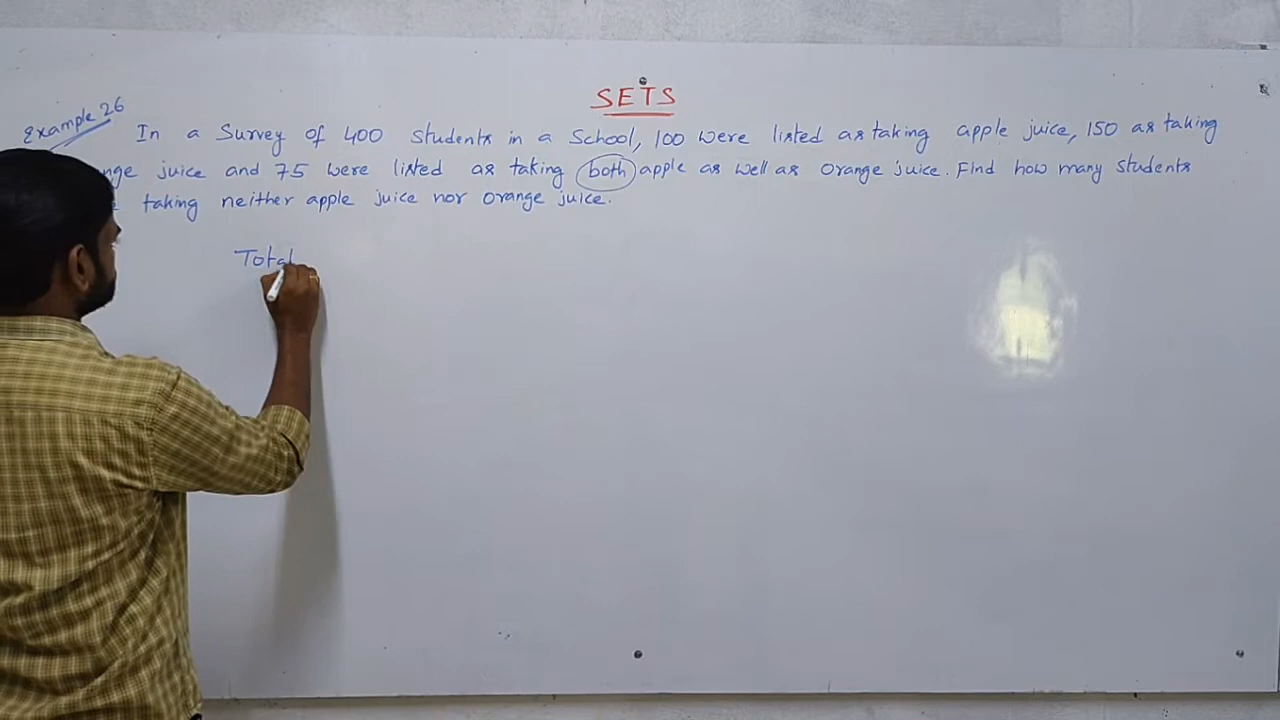 SETS
Example 26
In a Survey of 400 students in a School, 100 were listed as taking apple juice, 150 as taking
juice and 75 were listed as taking both apple as well as orange juice. Find how many students
taking neither apple juice nor orange juice.
Total